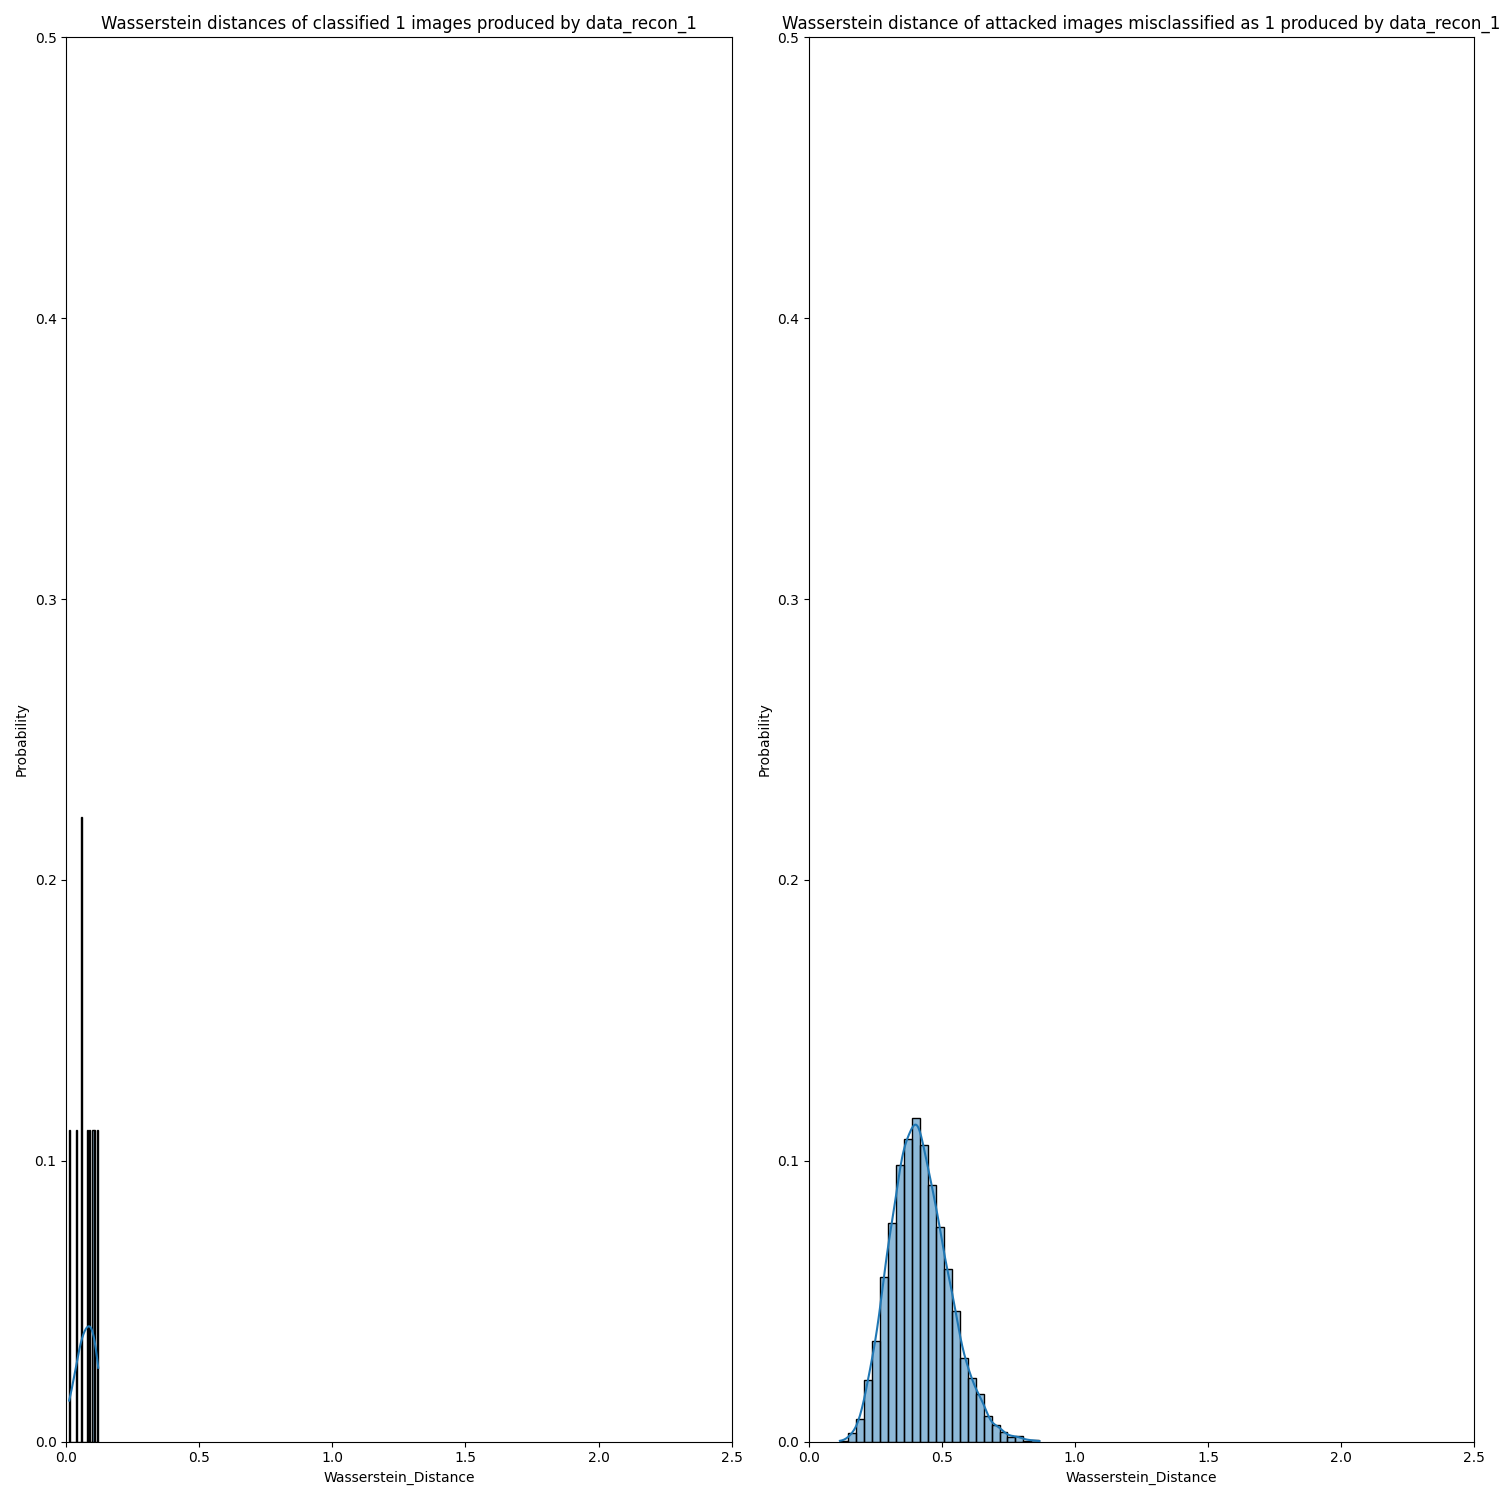 Wasserstein distances of classified 1 images produced by data_recon_1
0.5
0.4
0.3
0.2
0.1
0.0
Probability
0.0 0.5 1.0 1.5 2.0 2.5
Wasserstein_Distance
Wasserstein distance of attacked images misclassified as 1 produced by data_recon_1
0.5
0.4
0.3
0.2
0.1
0.0
Probability
0.0 0.5 1.0 1.5 2.0 2.5
Wasserstein_Distance